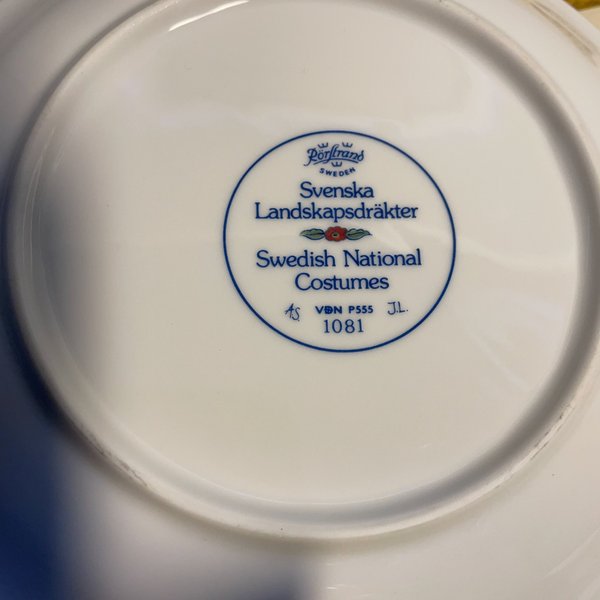 Rörstrand
SWEDEN
Svenska
Landskapsdräkter
Swedish National
Costumes
AS. VDN P555 J.L.
1081